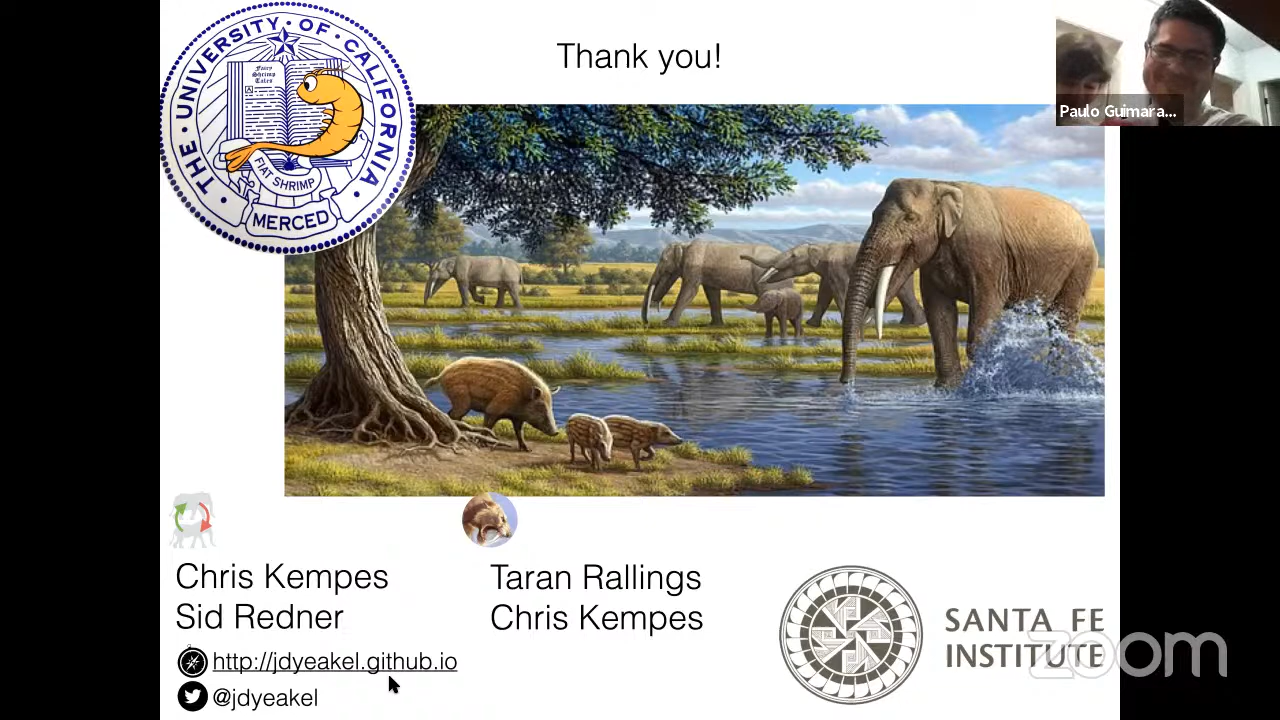 THE · UNIVERSITY · OF · CALIFORNIA ·
Fairy
Shrimp
Tales
A
FIAT SHRIMP
MERCED
Thank you!
Paulo Guimara...
Chris Kempes
Sid Redner
http://jdyeakel.github.io
@jdyeakel
Taran Rallings
Chris Kempes
SANTA FE
INSTITUTE
zoom